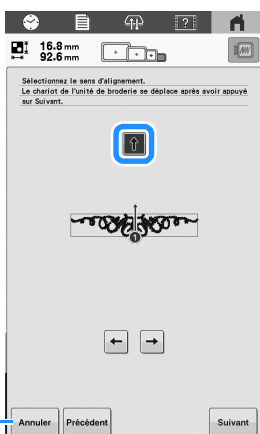 16.8 mm
92.6 mm
Sélectionnez le sens d'alignement.
Le chariot de l'unité de broderie se déplace après avoir appuyé
sur Suivant.
1
Annuler
Précédent
Suivant